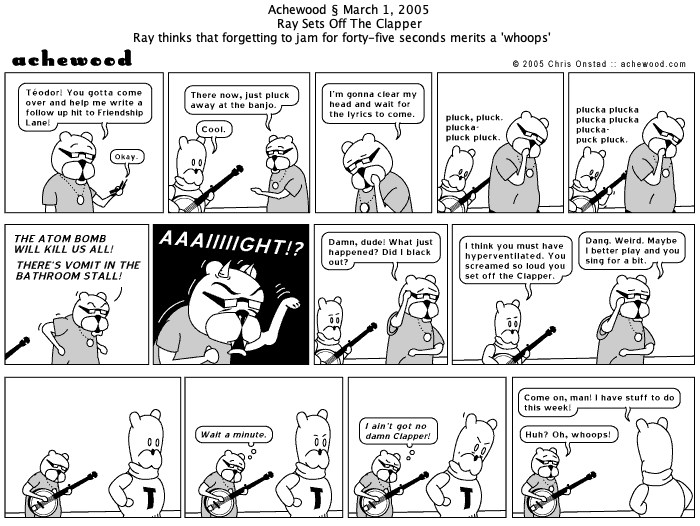 Achewood § March 1, 2005
Ray Sets Off The Clapper
Ray thinks that forgetting to jam for forty-five seconds merits a 'whoops'
achewood
© 2005 Chris Onstad :: achewood.com
Téodor! You gotta come
over and help me write a
follow up hit to Friendship
Lane!
Okay.
There now, just pluck
away at the banjo.
Cool.
I'm gonna clear my
head and wait for
the lyrics to come.
pluck, pluck.
plucka-
puck pluck.
plucka plucka
plucka plucka
plucka-
puck pluck.
THE ATOM BOMB
WILL KILL US ALL!
THERE'S VOMIT IN THE
BATHROOM STALL!
AAAIIIIIGHT!?
Damn, dude! What just
happened? Did I black
out?
I think you must have
hyperventilated. You
screamed so loud you
set off the Clapper.
Dang. Weird. Maybe
I better play and you
sing for a bit.
T
Wait a minute.
T
I ain't got no
damn Clapper!
T
Come on, man! I have stuff to do
this week!
Huh? Oh, whoops!